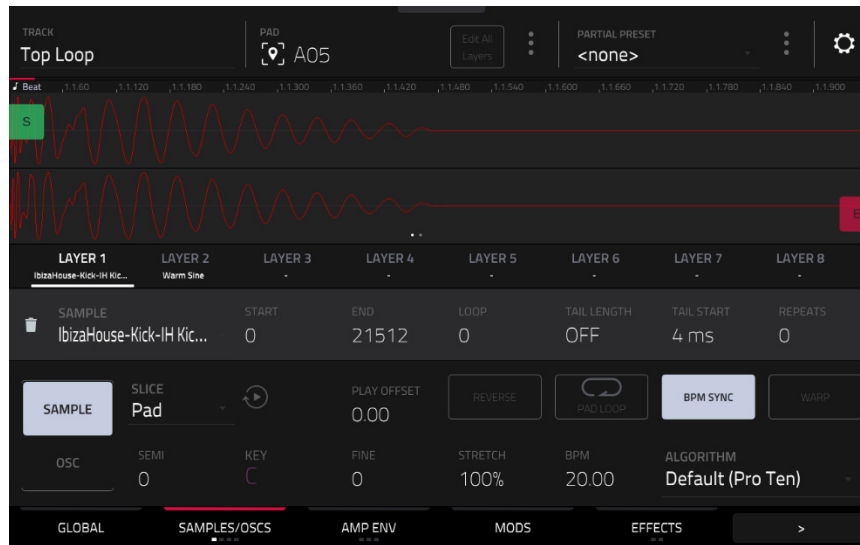 TRACK
Top Loop
PAD
A05
Edit All
Layers
PARTIAL PRESET
<none>
Beat ,1.1.60 ,1.1.120 ,1.1.180 ,1.1.240 ,1.1.300 ,1.1.360 ,1.1.420 ,1.1.480 ,1.1.540 ,1.1.600 ,1.1.660 ,1.1.720 ,1.1.780 ,1.1.840 ,1.1.900
S
E
LAYER 1 LAYER 2 LAYER 3 LAYER 4 LAYER 5 LAYER 6 LAYER 7 LAYER 8
IbizaHouse-Kick-IH Kic... Warm Sine - - - - - -
SAMPLE START END LOOP TAIL LENGTH TAIL START REPEATS
IbizaHouse-Kick-IH Kic... 0 21512 0 OFF 4 ms 0
SAMPLE
SLICE
Pad
PLAY OFFSET
0.00
REVERSE
PAD LOOP
BPM SYNC
WARP
OSC
SEMI KEY FINE STRETCH BPM ALGORITHM
0 C 0 100% 20.00 Default (Pro Ten)
GLOBAL SAMPLES/OSCS AMP ENV MODS EFFECTS >